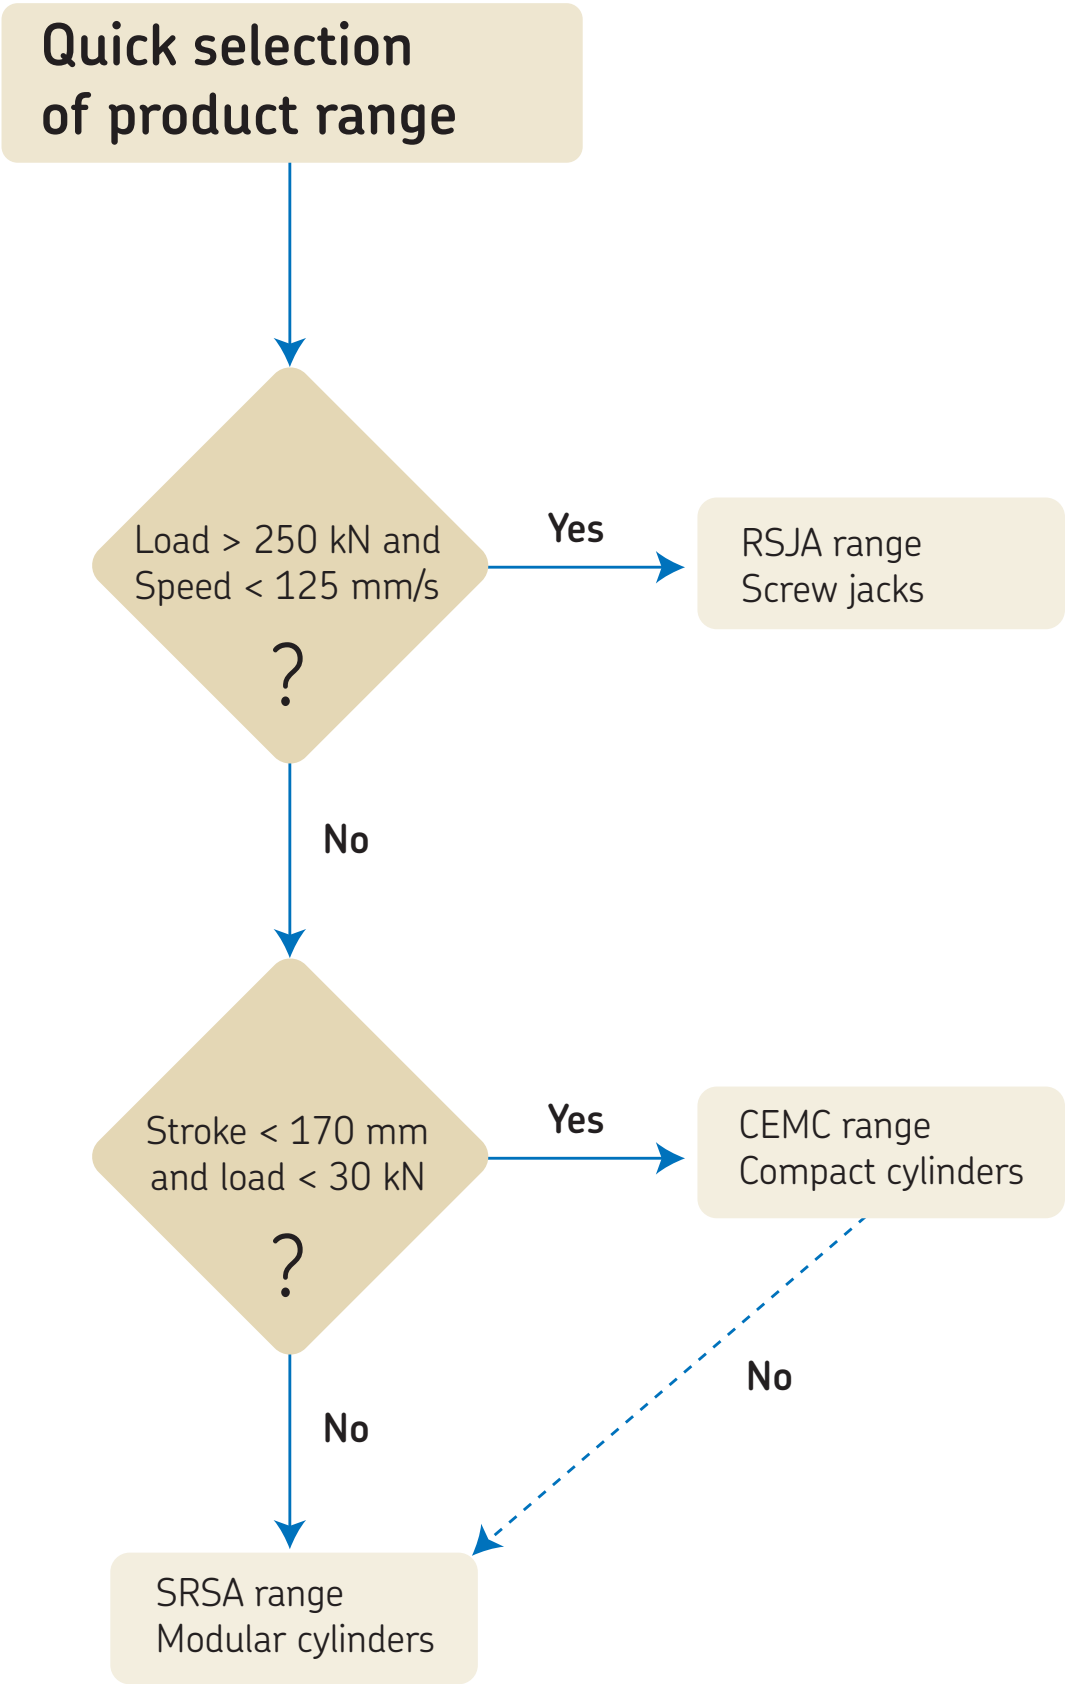 Quick selection
of product range
Load > 250 kN and
Speed < 125 mm/s
?
Yes
RSJA range
Screw jacks
No
Stroke < 170 mm
and load < 30 kN
?
Yes
CEMC range
Compact cylinders
No
No
SRSA range
Modular cylinders